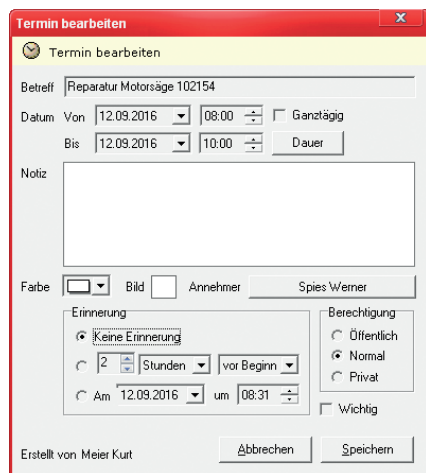 Termin bearbeiten
Termin bearbeiten
Betreff Reparatur Motorsäge 102154
Datum Von 12.09.2016 08:00 Ganztägig
Bis 12.09.2016 10:00 Dauer
Notiz
Farbe Bild Annehmer Spies Werner
Erinnerung Berechtigung
Keine Erinnerung Öffentlich
2 Stunden vor Beginn Normal
Am 12.09.2016 um 08:31 Privat
Wichtig
Erstellt von Meier Kurt Abbrechen Speichern